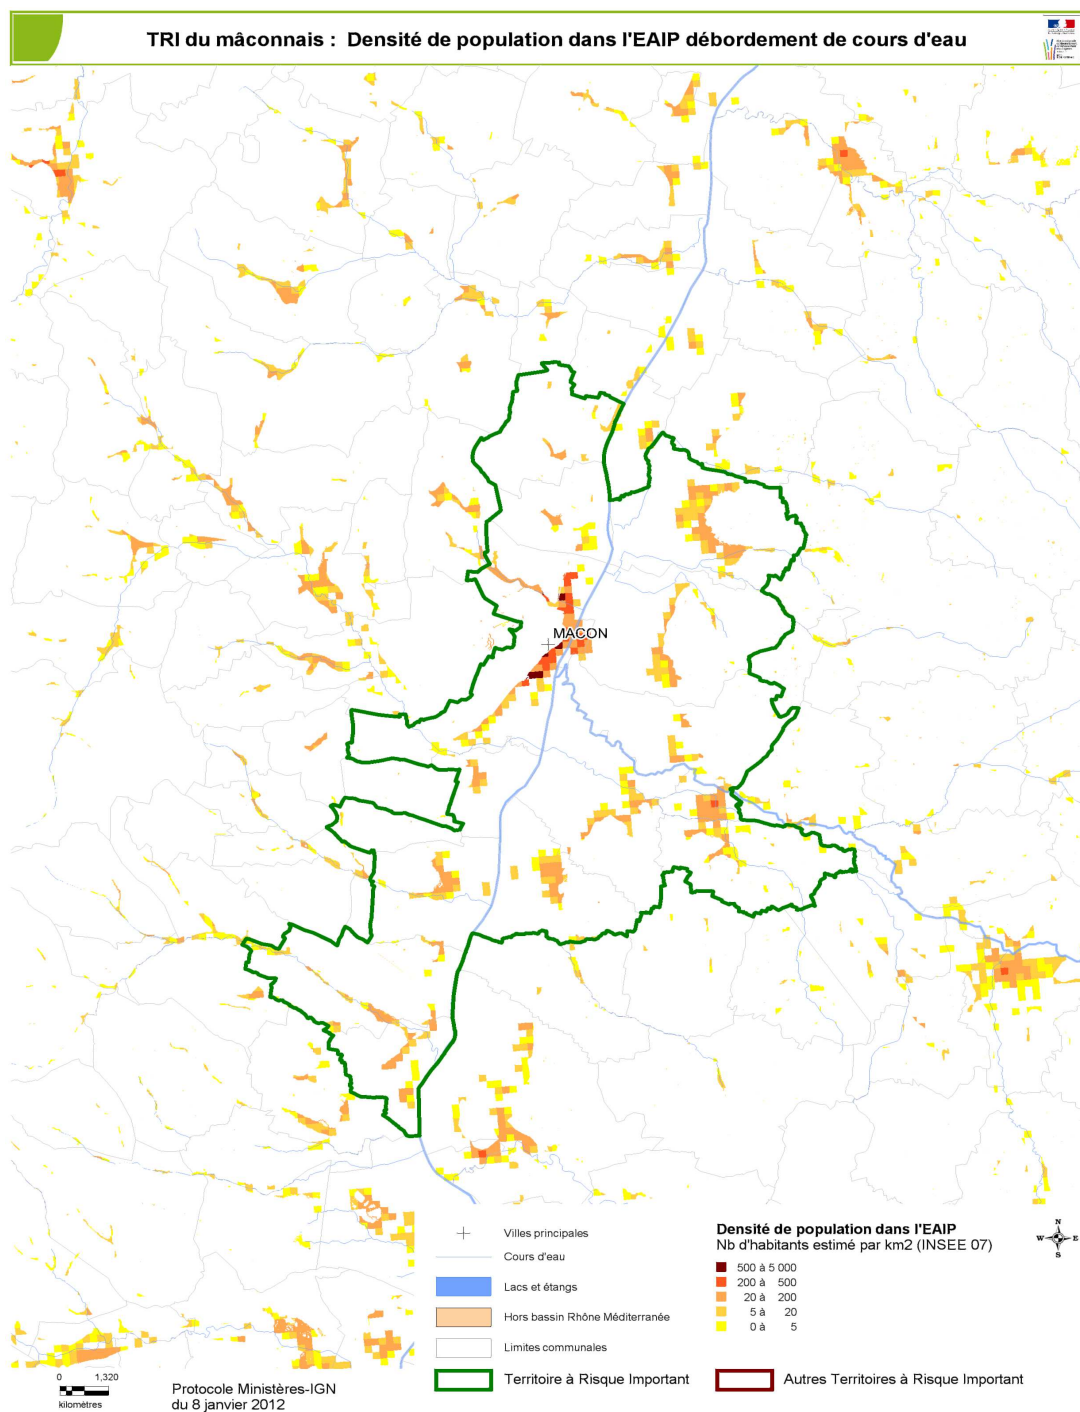 TRI du mâconnais : Densité de population dans l'EAIP débordement de cours d'eau
MACON
Villes principales
Cours d'eau
Lacs et étangs
Hors bassin Rhône Méditerranée
Limites communales
Territoire à Risque Important
Densité de population dans l'EAIP
Nb d'habitants estimé par km2 (INSEE 07)
500 à 5 000
200 à 500
20 à 200
5 à 20
0 à 5
Autres Territoires à Risque Important
N
W E
S
0 1,320
kilomètres
Protocole Ministères-IGN
du 8 janvier 2012